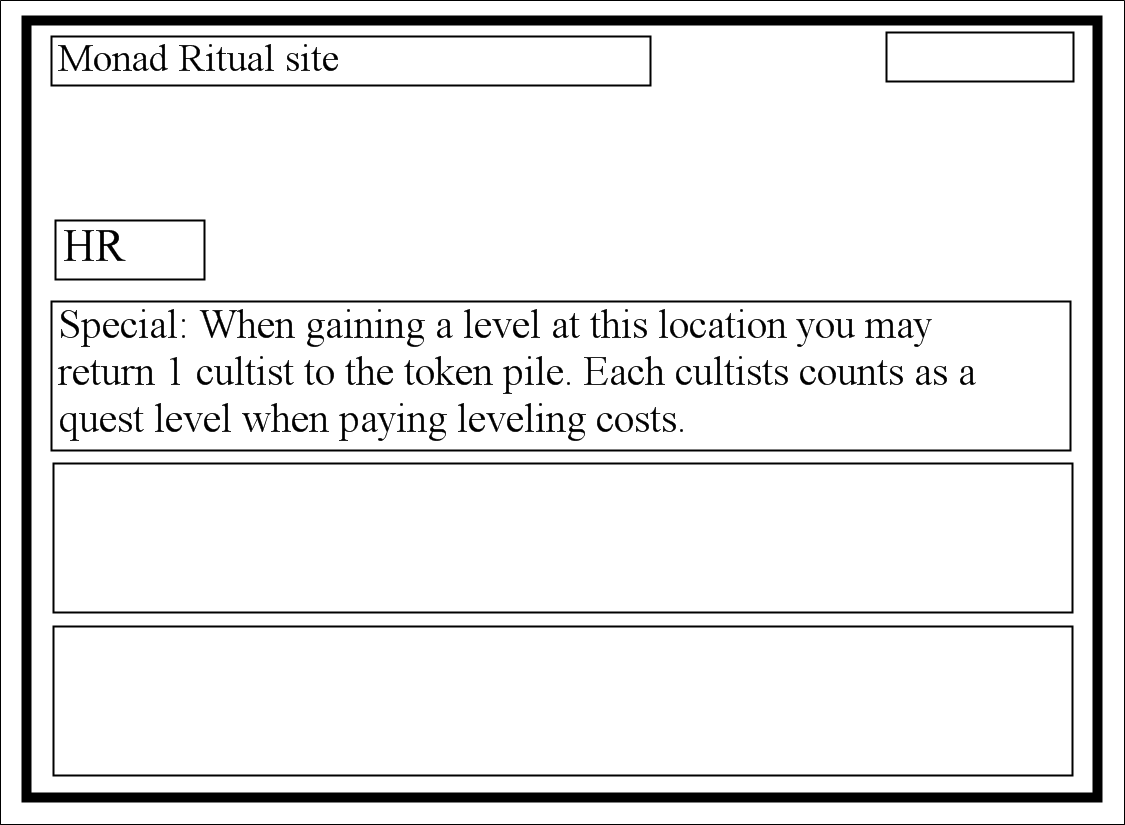 Monad Ritual site
HR
Special: When gaining a level at this location you may
return 1 cultist to the token pile. Each cultists counts as a
quest level when paying leveling costs.